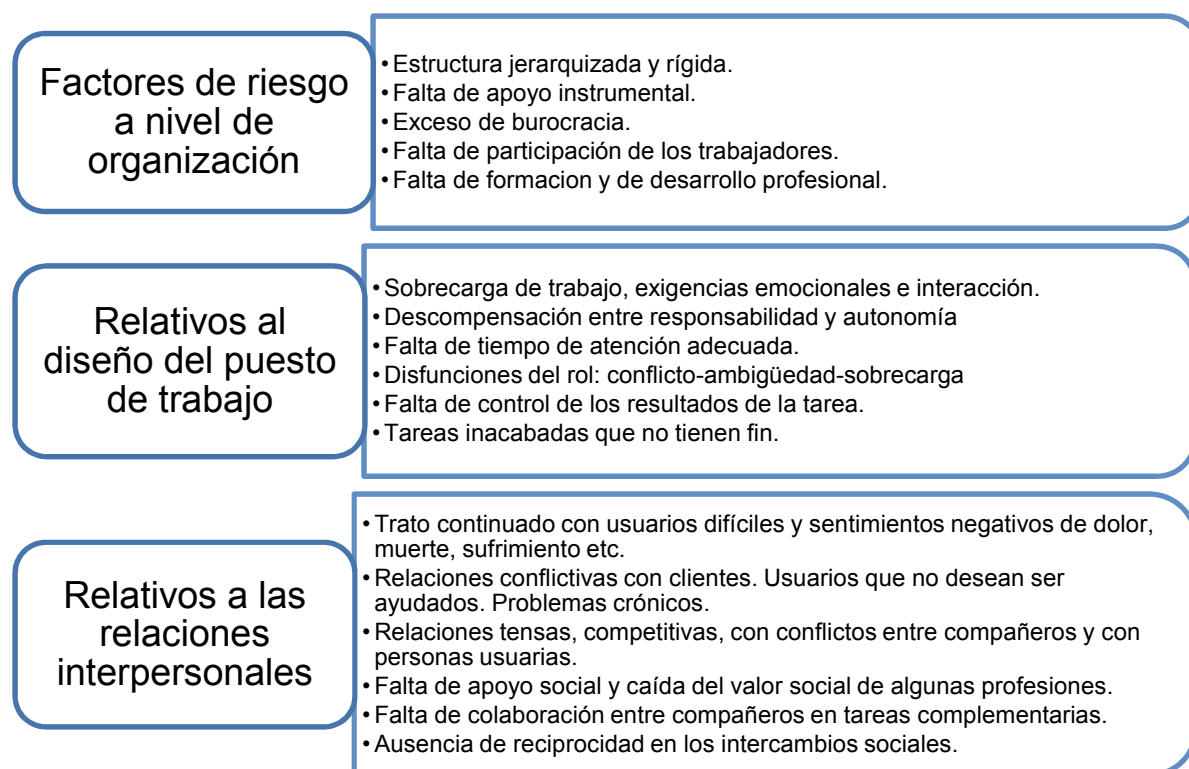 Factores de riesgo
a nivel de
organización
• Estructura jerarquizada y rígida.
• Falta de apoyo instrumental.
• Exceso de burocracia.
• Falta de participación de los trabajadores.
• Falta de formacion y de desarrollo profesional.
Relativos al
diseño del puesto
de trabajo
• Sobrecarga de trabajo, exigencias emocionales e interacción.
• Descompensación entre responsabilidad y autonomía
• Falta de tiempo de atención adecuada.
• Disfunciones del rol: conflicto-ambigüedad-sobrecarga
• Falta de control de los resultados de la tarea.
• Tareas inacabadas que no tienen fin.
Relativos a las
relaciones
interpersonales
• Trato continuado con usuarios difíciles y sentimientos negativos de dolor,
muerte, sufrimiento etc.
• Relaciones conflictivas con clientes. Usuarios que no desean ser
ayudados. Problemas crónicos.
• Relaciones tensas, competitivas, con conflictos entre compañeros y con
personas usuarias.
• Falta de apoyo social y caída del valor social de algunas profesiones.
• Falta de colaboración entre compañeros en tareas complementarias.
• Ausencia de reciprocidad en los intercambios sociales.